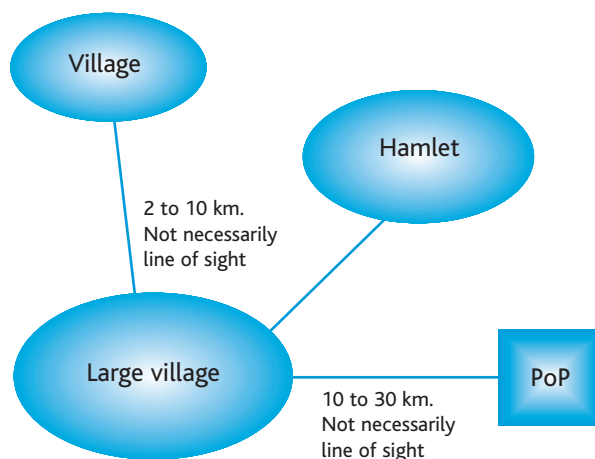 Village
Hamlet
2 to 10 km.
Not necessarily
line of sight
Large village
PoP
10 to 30 km.
Not necessarily
line of sight